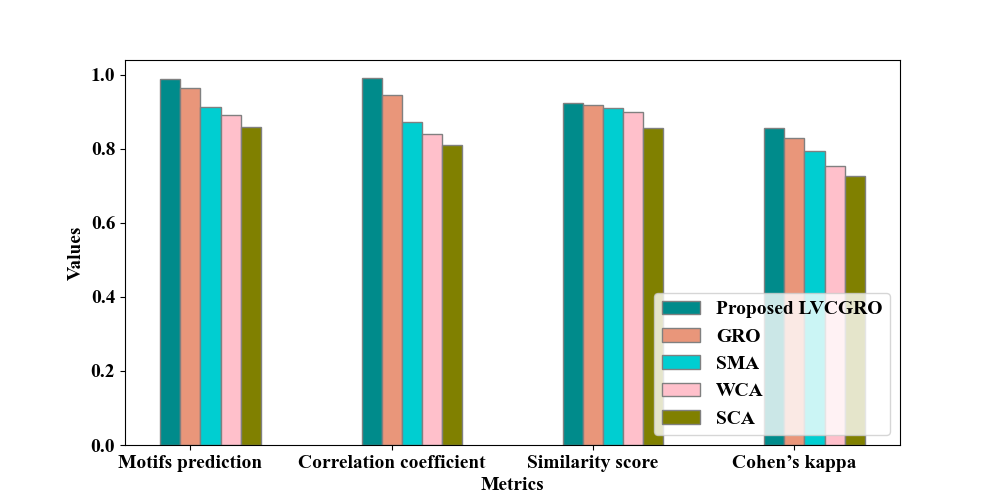 1.0
0.8
0.6
0.4
0.2
0.0
Values
Proposed LVCGRO
GRO
SMA
WCA
SCA
Motifs prediction
Correlation coefficient
Similarity score
Cohen’s kappa
Metrics